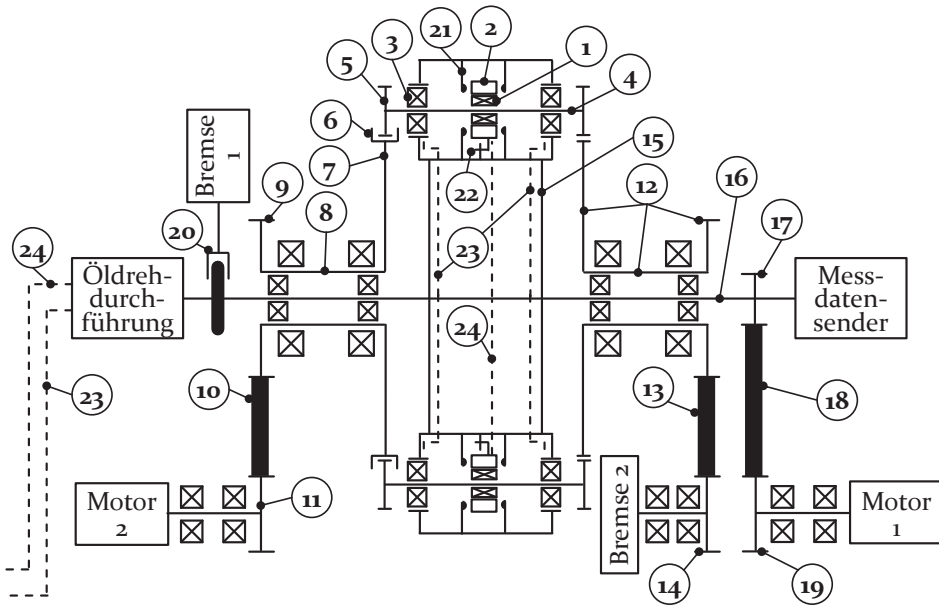 21
2
3
1
5
4
6
Bremse
1
7
15
9
22
12
16
8
17
20
24
23
Öldreh-
durch-
führung
Mess-
daten-
sender
24
10
13
18
23
Motor
2
11
Bremse 2
Motor
1
14
19